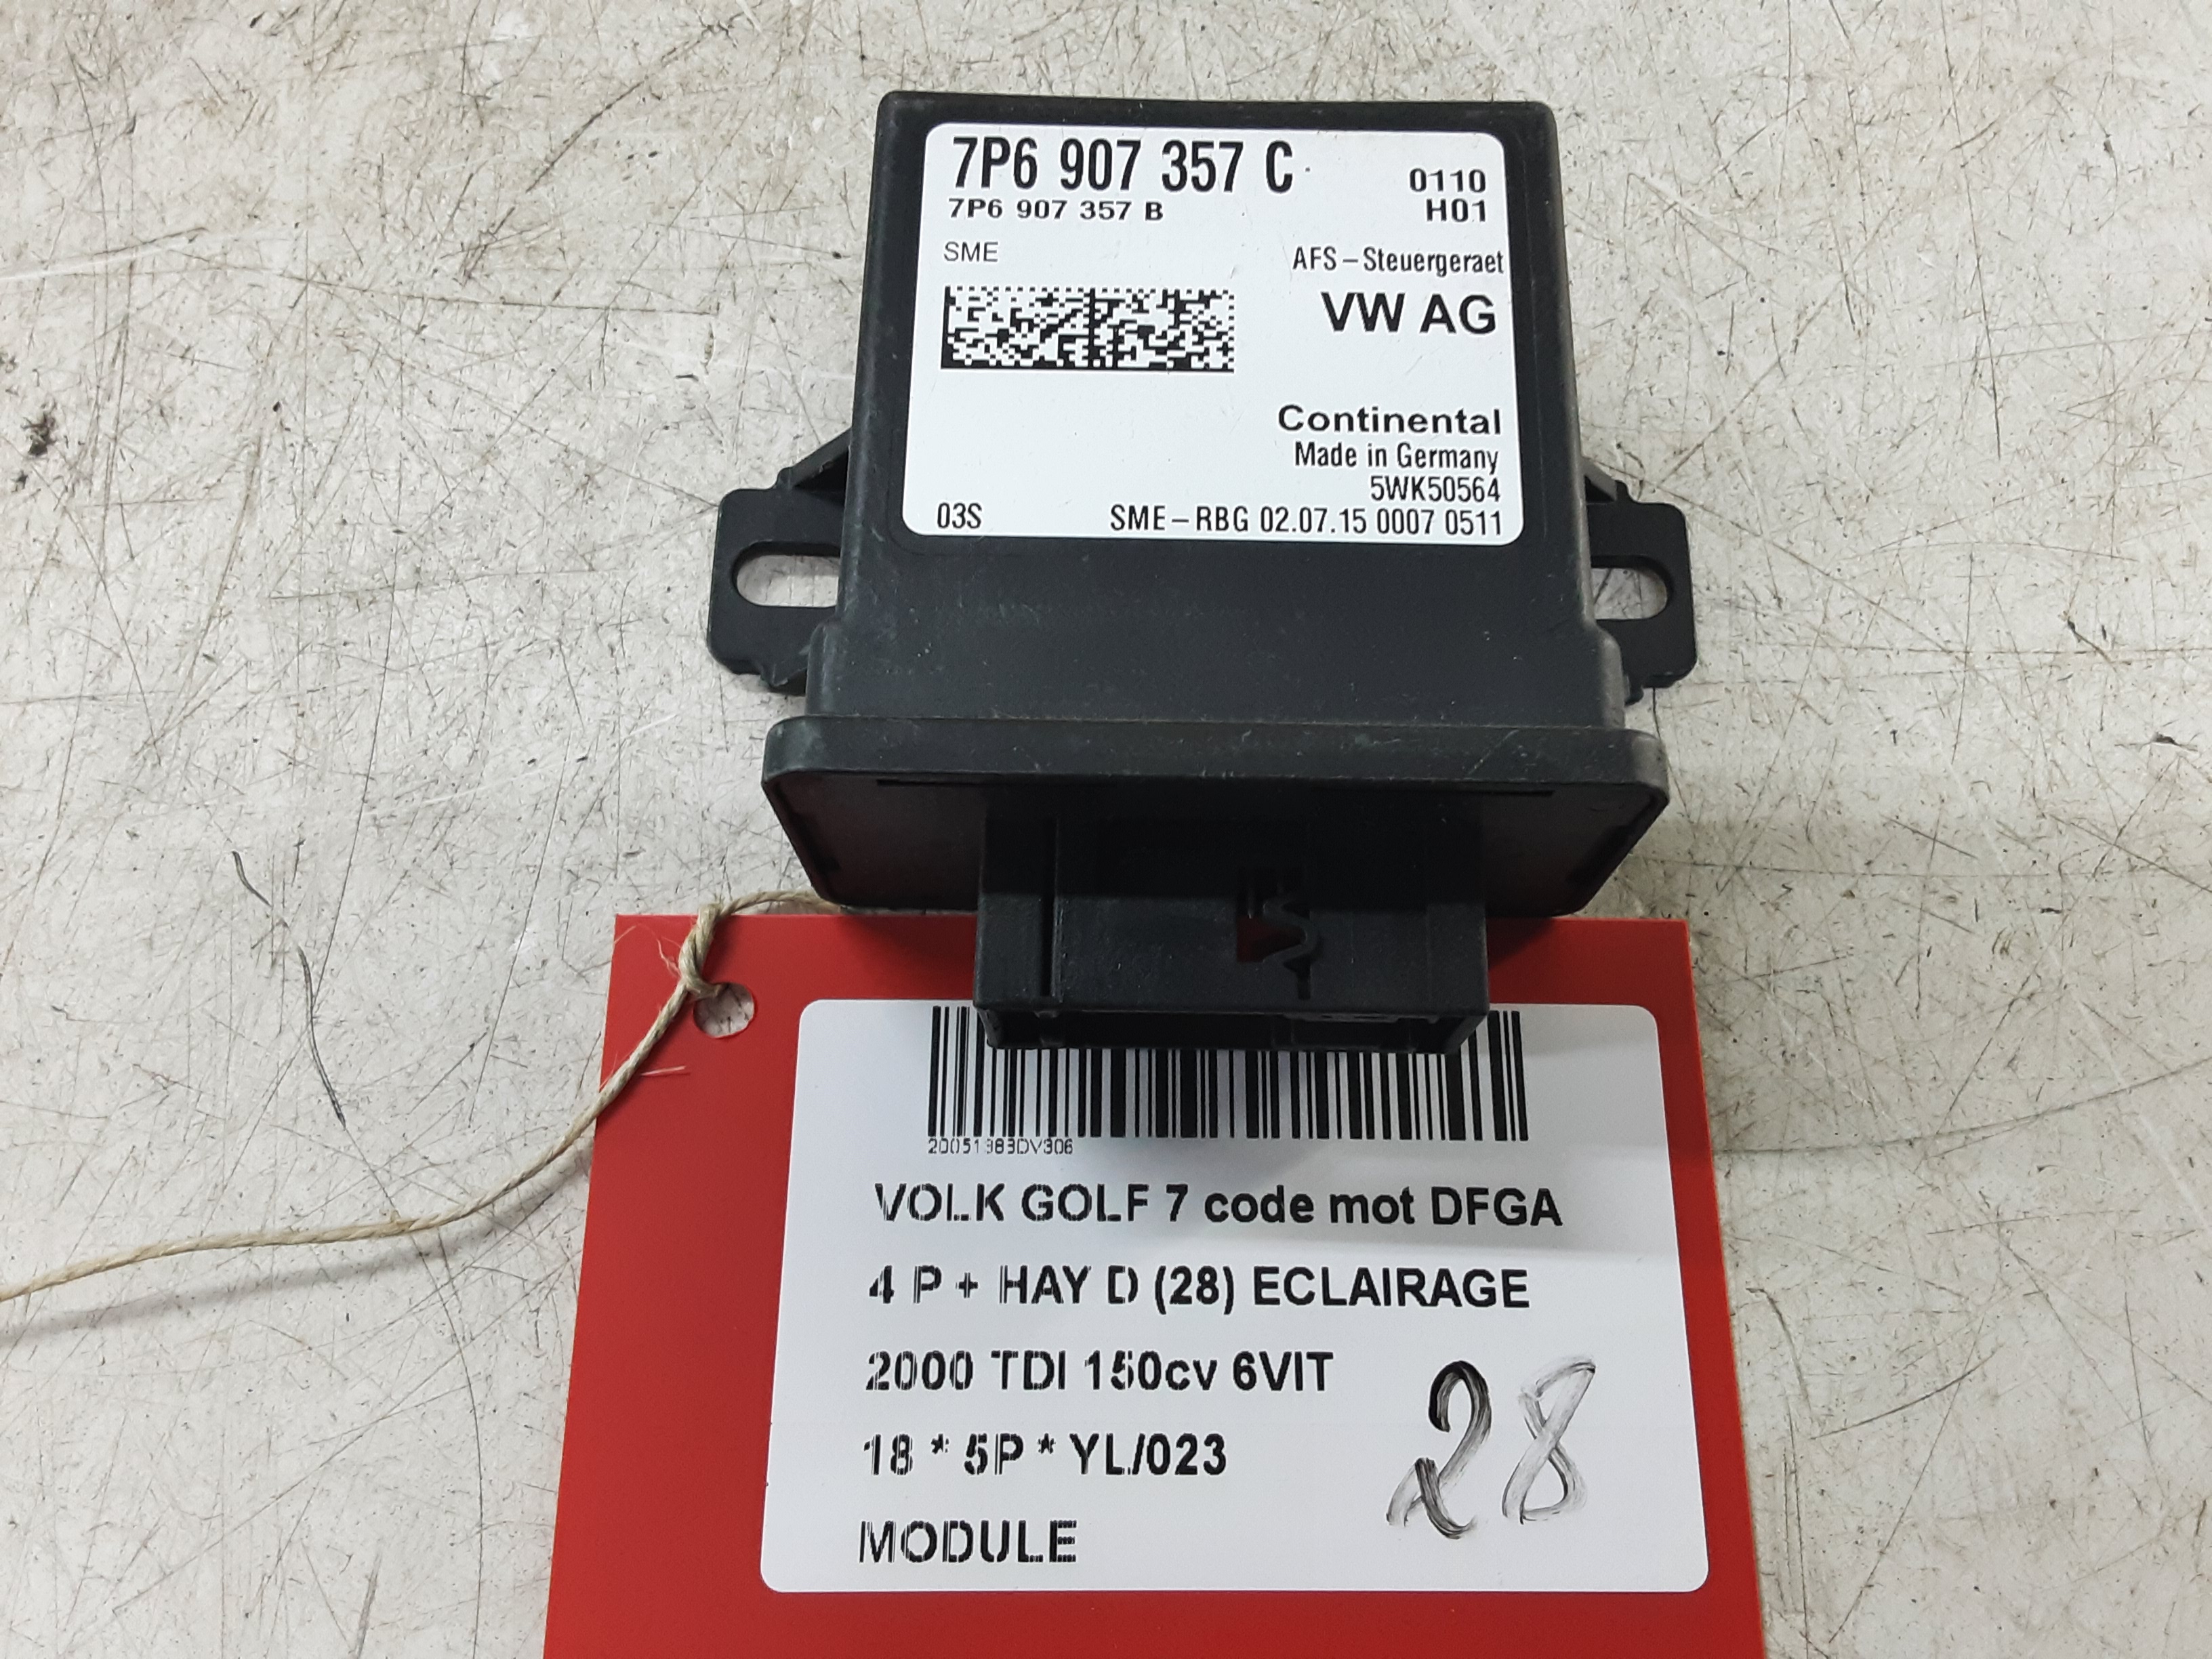 7P6 907 357 C 0110
7P6 907 357 B H01
SME AFS-Steuergeraet
VW AG
Continental
Made in Germany
5WK50564
03S SME-RBG 02.07.15 0007 0511
20051983DV306
VOLK GOLF 7 code mot DFGA
4 P + HAY D (28) ECLAIRAGE
2000 TDI 150cv 6VIT
18 * 5P * YL/023
28
MODULE